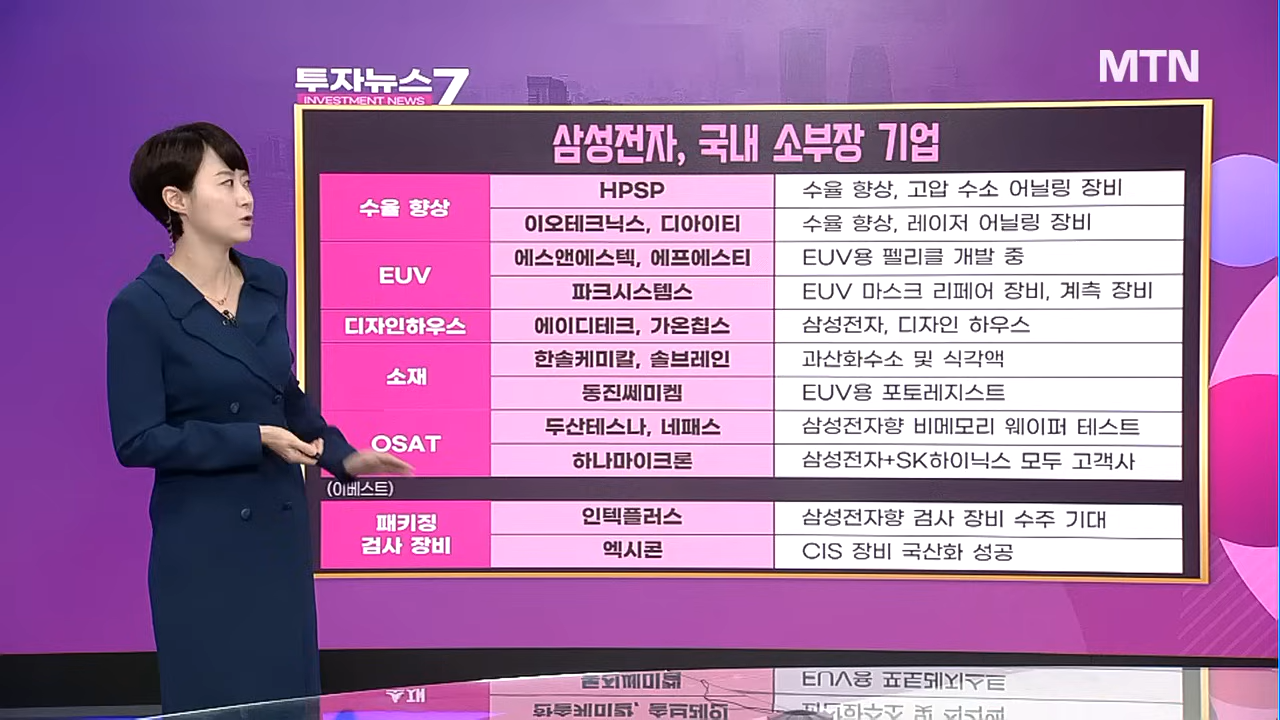 MTN
투자뉴스7
INVESTMENT NEWS
삼성전자, 국내 소부장 기업
수율 향상
HPSP
수율 향상, 고압 수소 어닐링 장비
이오테크닉스, 디아이티
수율 향상, 레이저 어닐링 장비
EUV
에스앤에스텍, 에프에스티
EUV용 펠리클 개발 중
파크시스템스
EUV 마스크 리페어 장비, 계측 장비
디자인하우스
에이디테크, 가온칩스
삼성전자, 디자인 하우스
소재
한솔케미칼, 솔브레인
과산화수소 및 식각액
동진쎄미켐
EUV용 포토레지스트
OSAT
두산테스나, 네패스
삼성전자향 비메모리 웨이퍼 테스트
하나마이크론
삼성전자+SK하이닉스 모두 고객사
(이베스트)
패키징
검사 장비
인텍플러스
삼성전자향 검사 장비 수주 기대
엑시콘
CIS 장비 국산화 성공